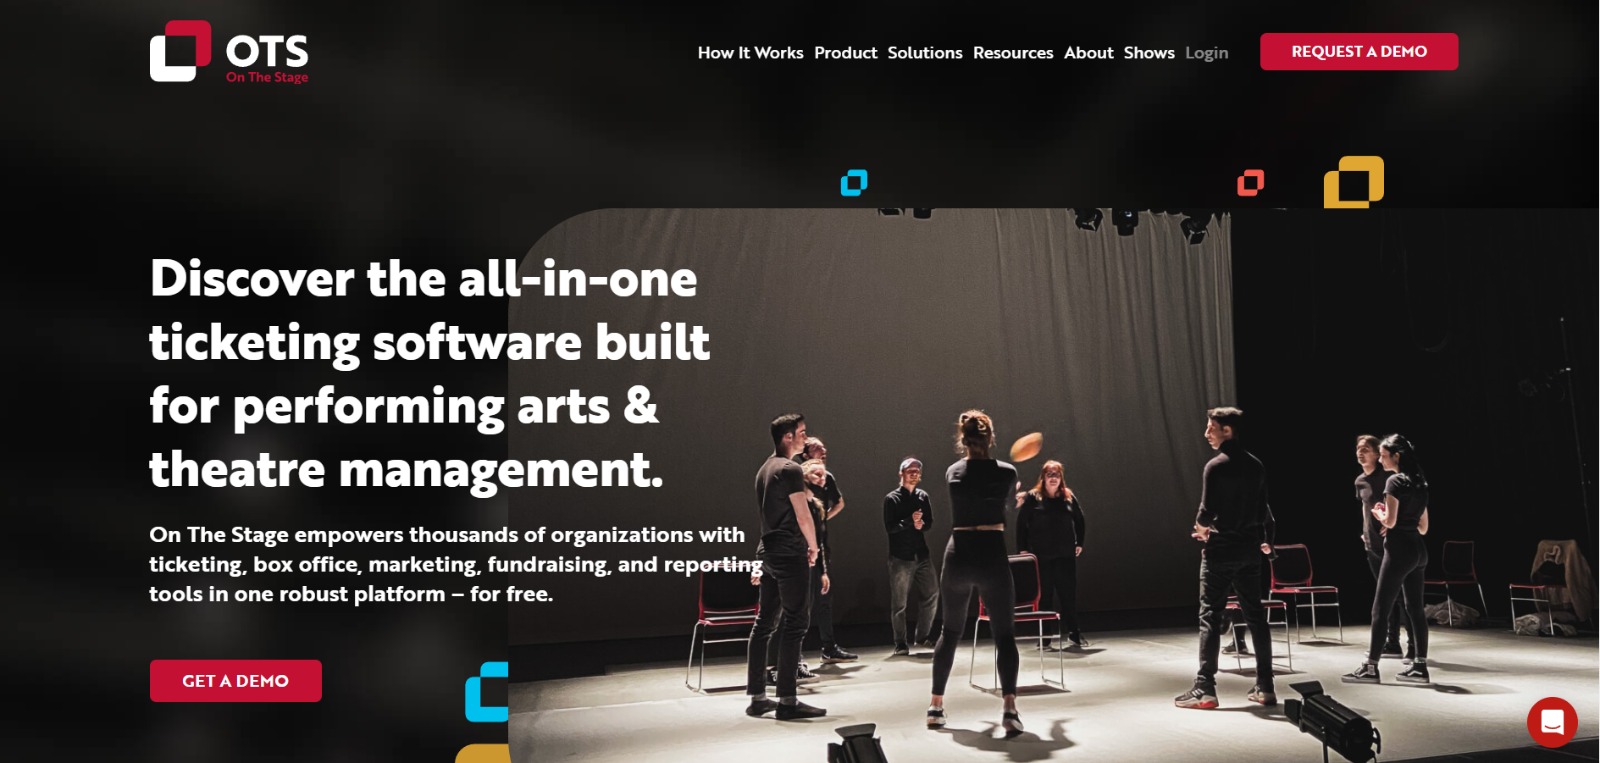 OTS
On The Stage
How It Works Product Solutions Resources About Shows Login
REQUEST A DEMO
Discover the all-in-one
ticketing software built
for performing arts &
theatre management.
On The Stage empowers thousands of organizations with
ticketing, box office, marketing, fundraising, and reporting
tools in one robust platform – for free.
GET A DEMO